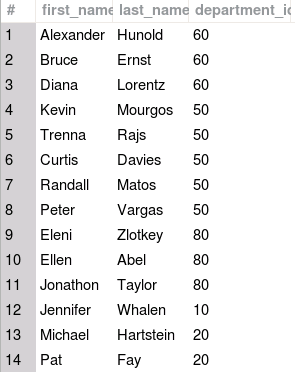 # first_name last_name department_i
1 Alexander Hunold 60
2 Bruce Ernst 60
3 Diana Lorentz 60
4 Kevin Mourgos 50
5 Trenna Rajs 50
6 Curtis Davies 50
7 Randall Matos 50
8 Peter Vargas 50
9 Eleni Zlotkey 80
10 Ellen Abel 80
11 Jonathon Taylor 80
12 Jennifer Whalen 10
13 Michael Hartstein 20
14 Pat Fay 20